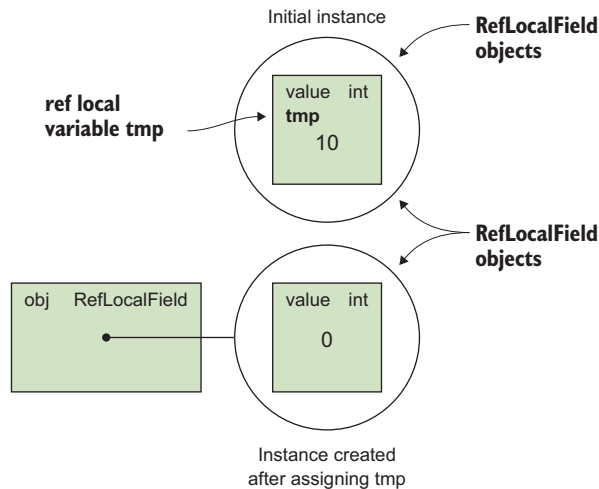 Initial instance
RefLocalField
objects
value int
tmp
10
ref local
variable tmp
RefLocalField
objects
obj RefLocalField
value int
0
Instance created
after assigning tmp